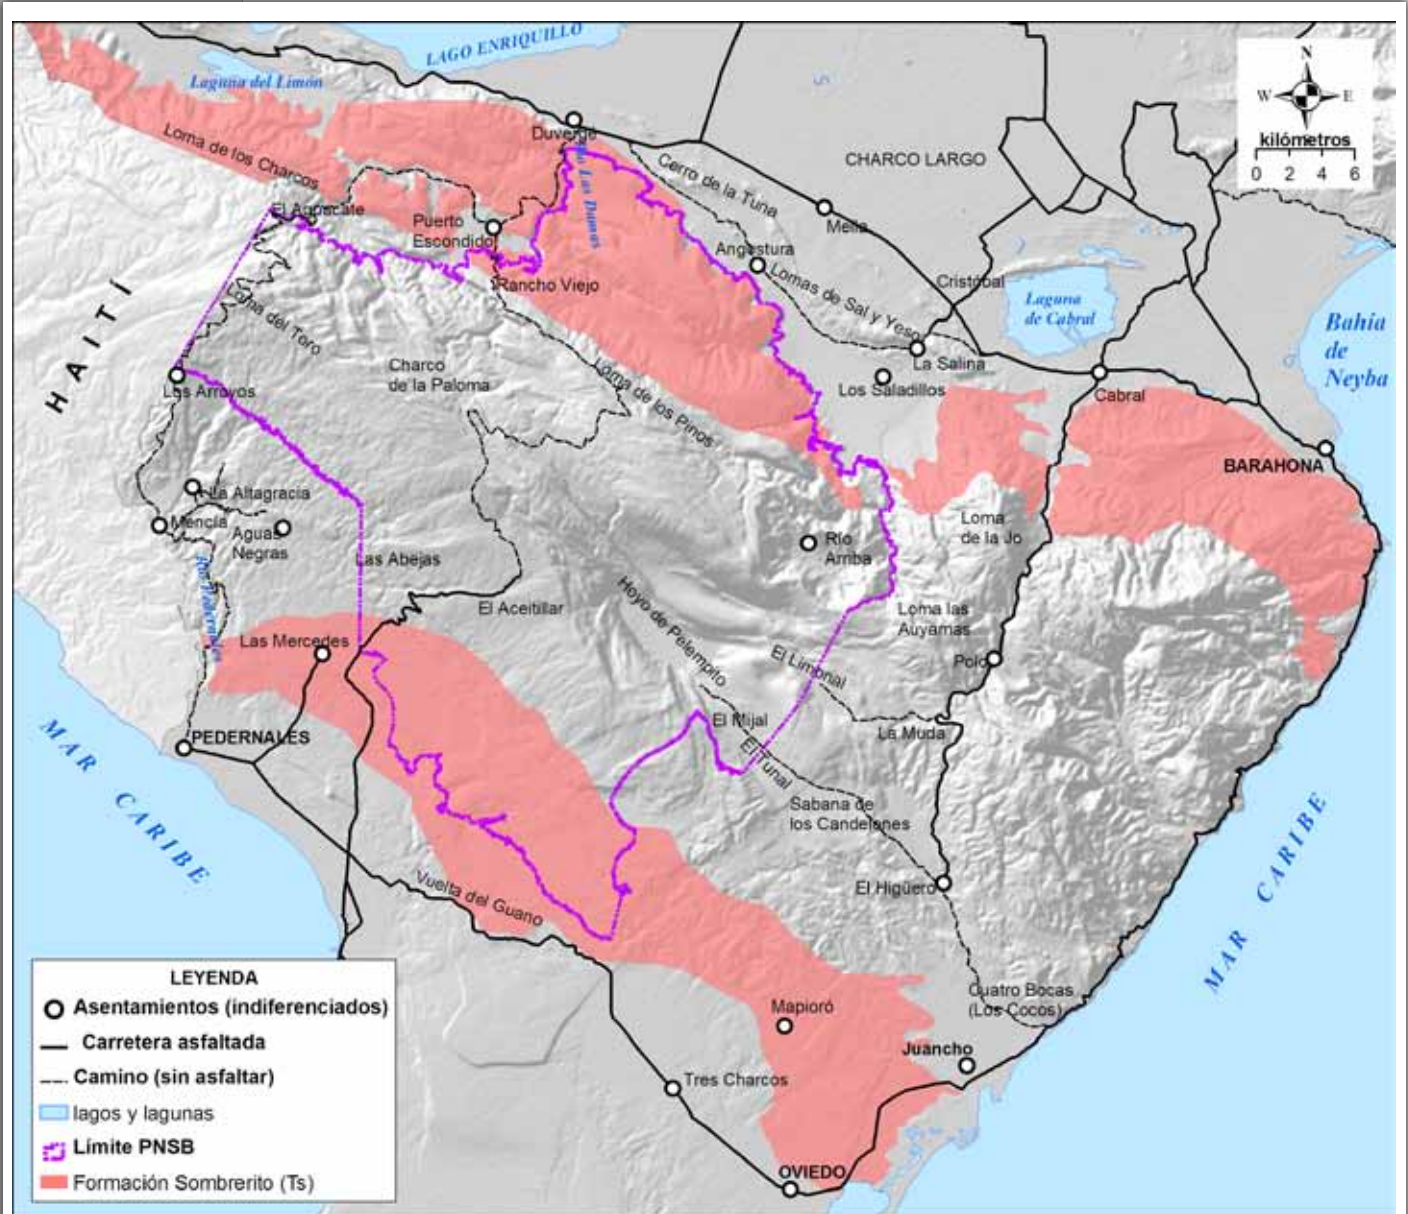 LAGO ENRIQUILLO
Laguna del Limón
N
W E
S
kilómetros
0 2 4 6
Duvergé
Loma de los Charcos
Río Las Damas
Cerro de la Tuna
CHARCO LARGO
El Aguacate
Puerto
Escondido
Mella
Angostura
Rancho Viejo
Cristóbal
Lomas de Sal y Yeso
Laguna
de Cabral
Bahía
de
Neyba
HAITÍ
Loma del Toro
Charco
de la Paloma
Loma de los Pinos
La Salina
Los Saladillos
Los Arroyos
Cabral
BARAHONA
La Altagracia
Mencía
Aguas
Negras
Las Abejas
Río Pedernales
Río
Arriba
Loma
de la Jo
El Aceitillar
Hoyo de Pelempito
Loma las
Auyamas
Las Mercedes
El Limonal
Polo
PEDERNALES
El Mijal
La Muda
El Tunal
MAR CARIBE
Sabana de
los Candelones
El Higüero
Vuelta del Guano
MAR CARIBE
Cuatro Bocas
(Los Cocos)
Mapioró
Juancho
Tres Charcos
OVIEDO
LEYENDA
Asentamientos (indiferenciados)
Carretera asfaltada
Camino (sin asfaltar)
lagos y lagunas
Límite PNSB
Formación Sombrerito (Ts)